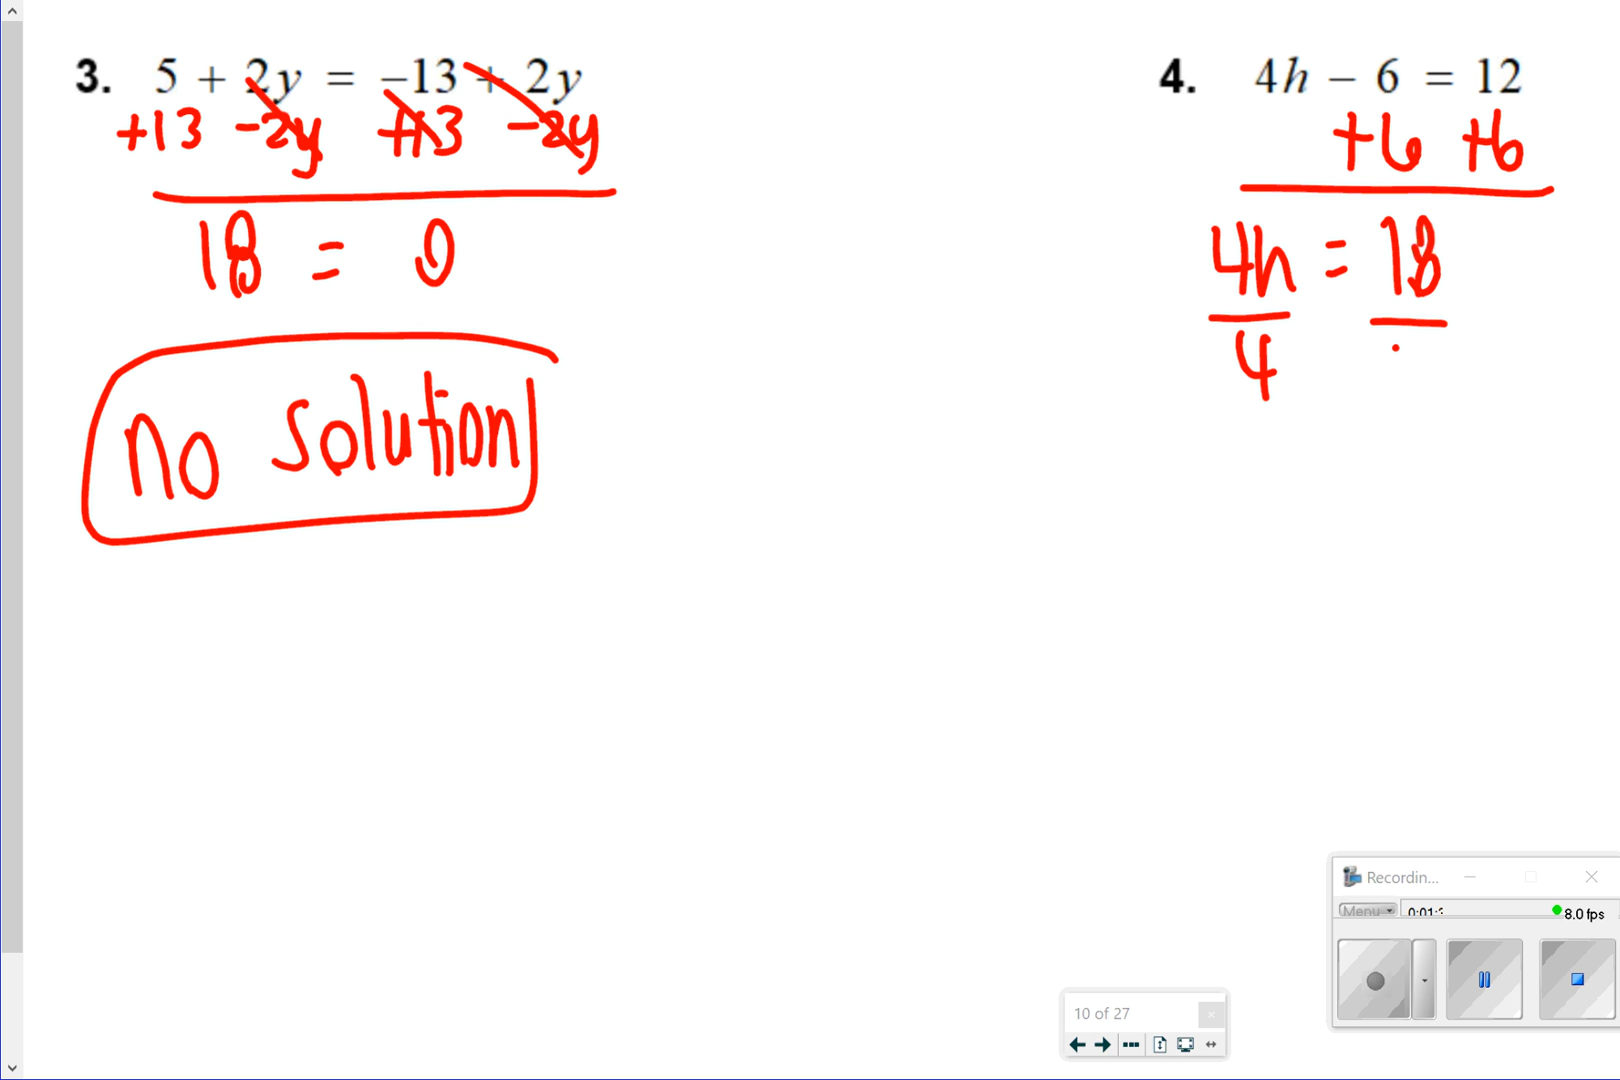 3. 5 + 2y = −13 + 2y
+13 −2y +13 −2y
18 = 0
no solution
4. 4h − 6 = 12
+6 +6
4h = 18
4
Recordin...
Menu
8.0 fps
10 of 27